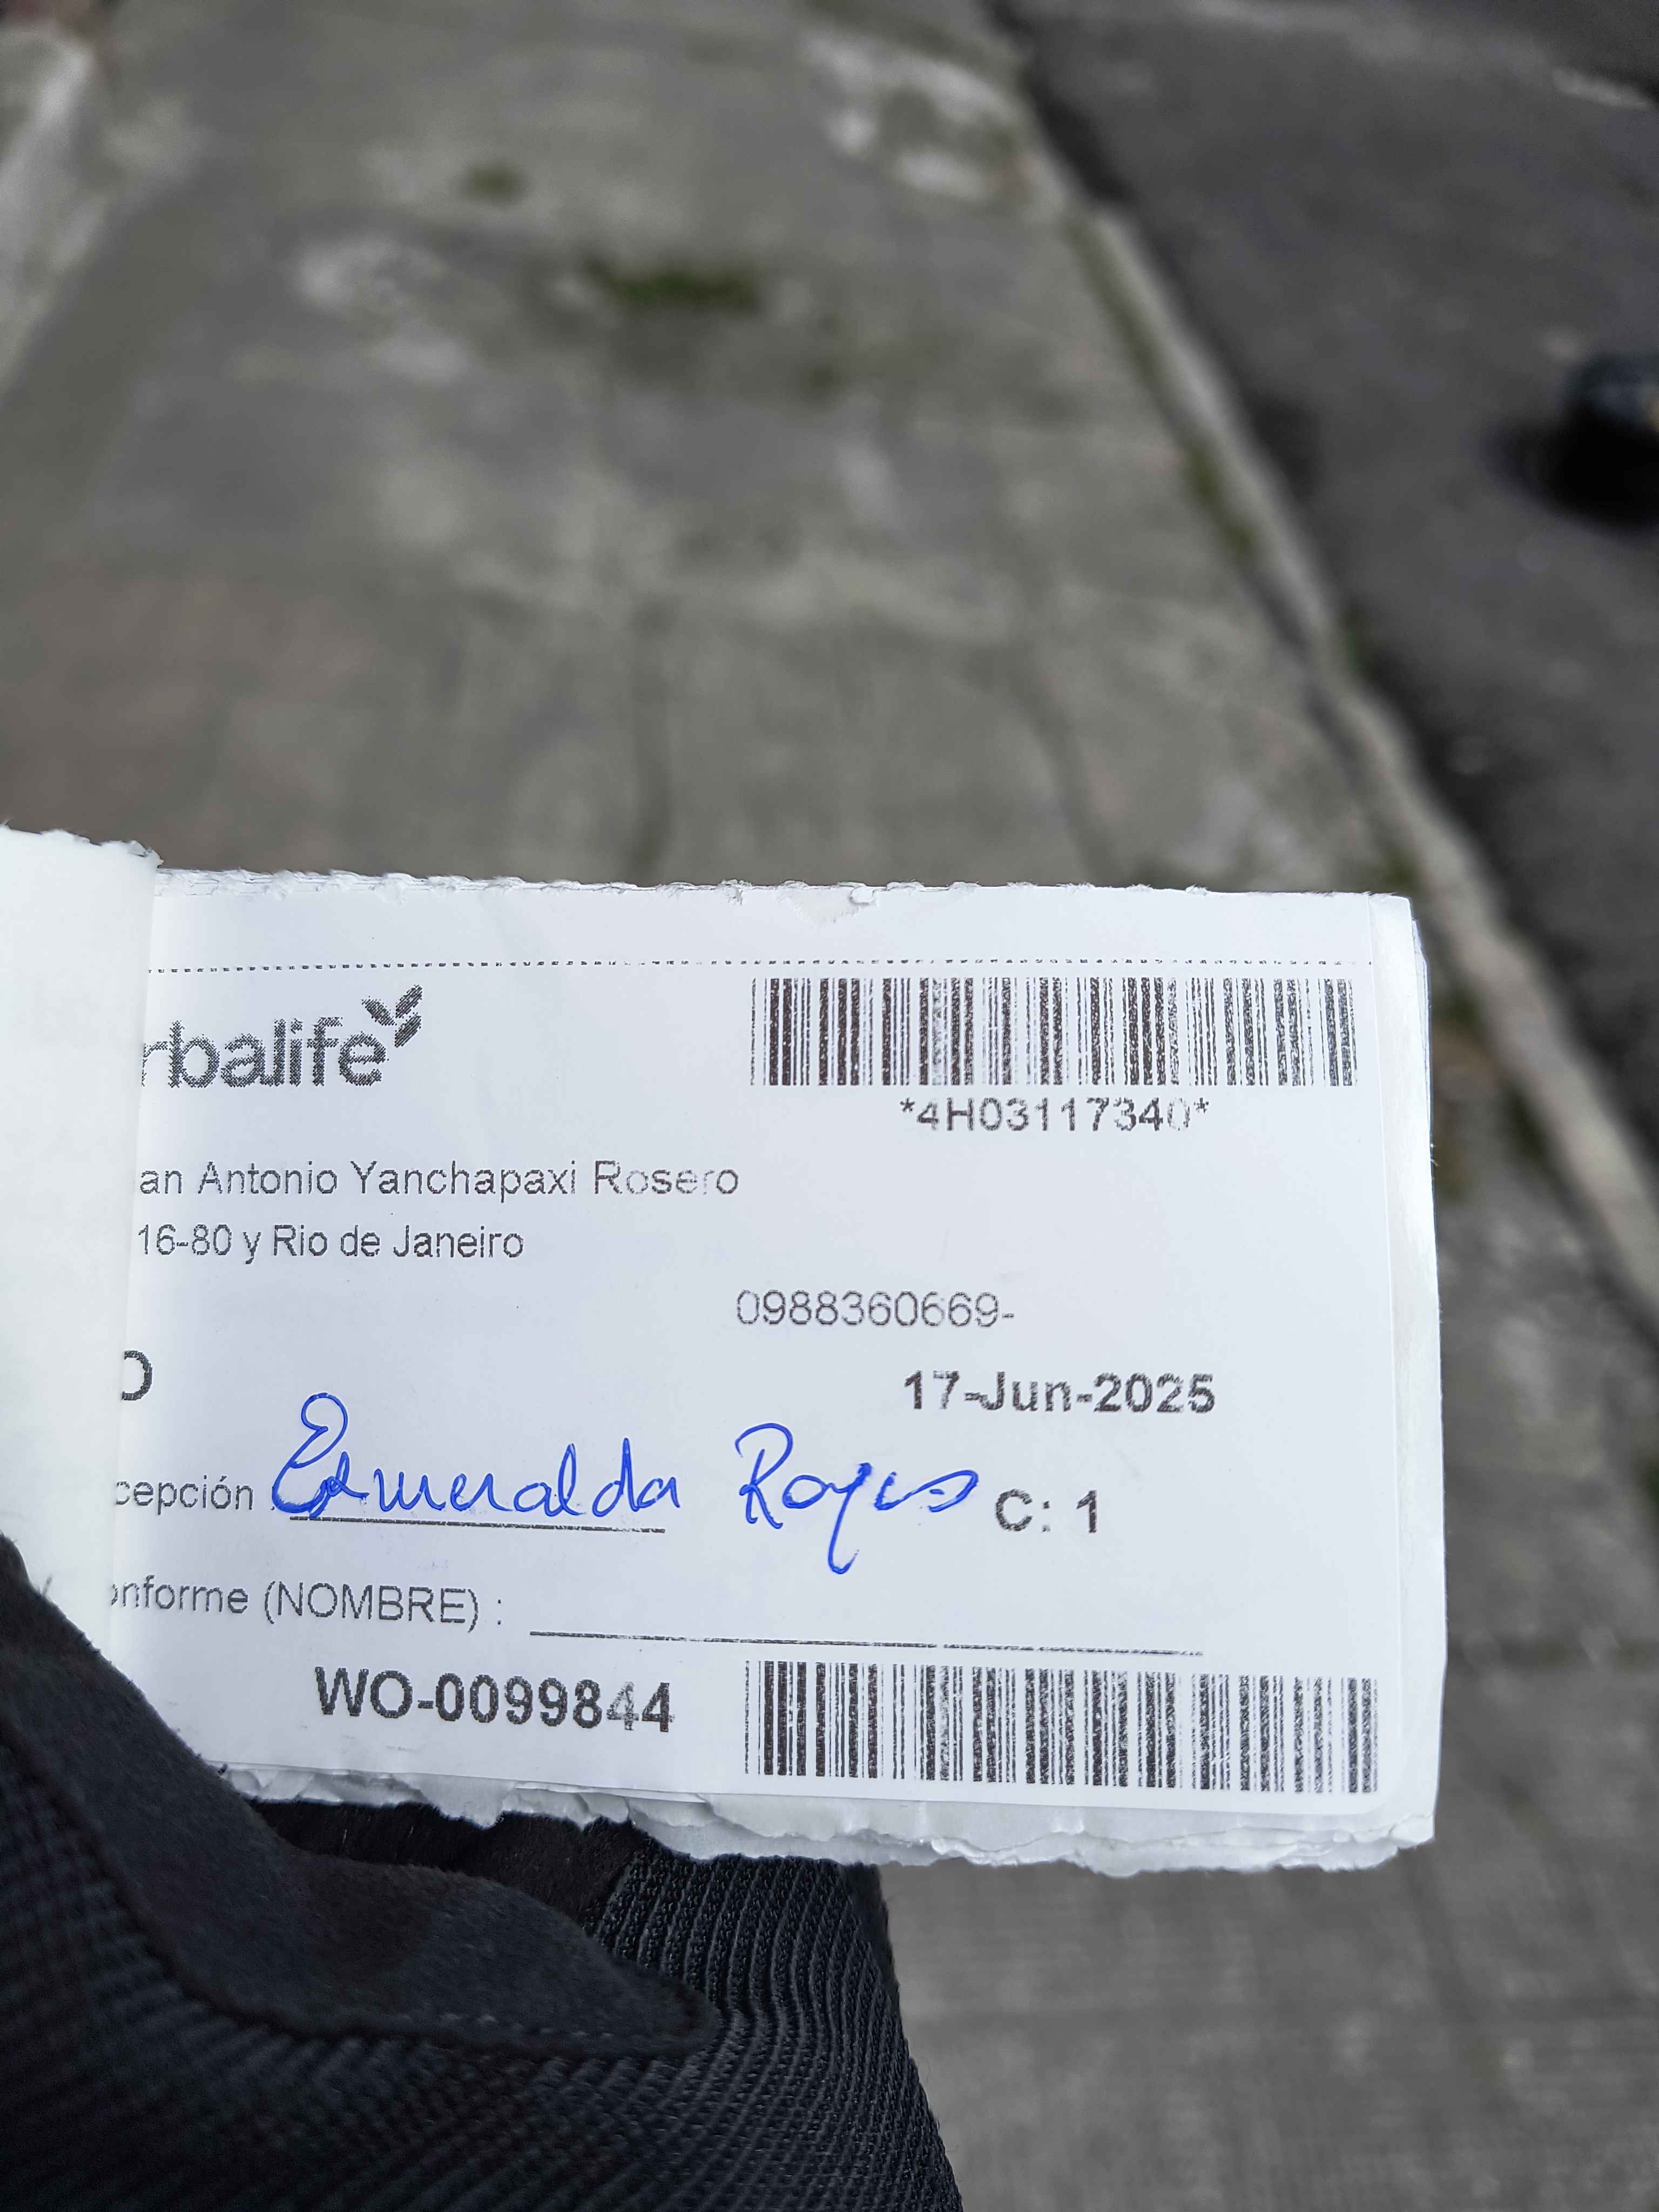 rbalife
*4H03117340*
an Antonio Yanchapaxi Rosero
16-80 y Rio de Janeiro
0988360669-
O
17-Jun-2025
cepción : Esmeralda
C: 1
onforme (NOMBRE) :
WO-0099844